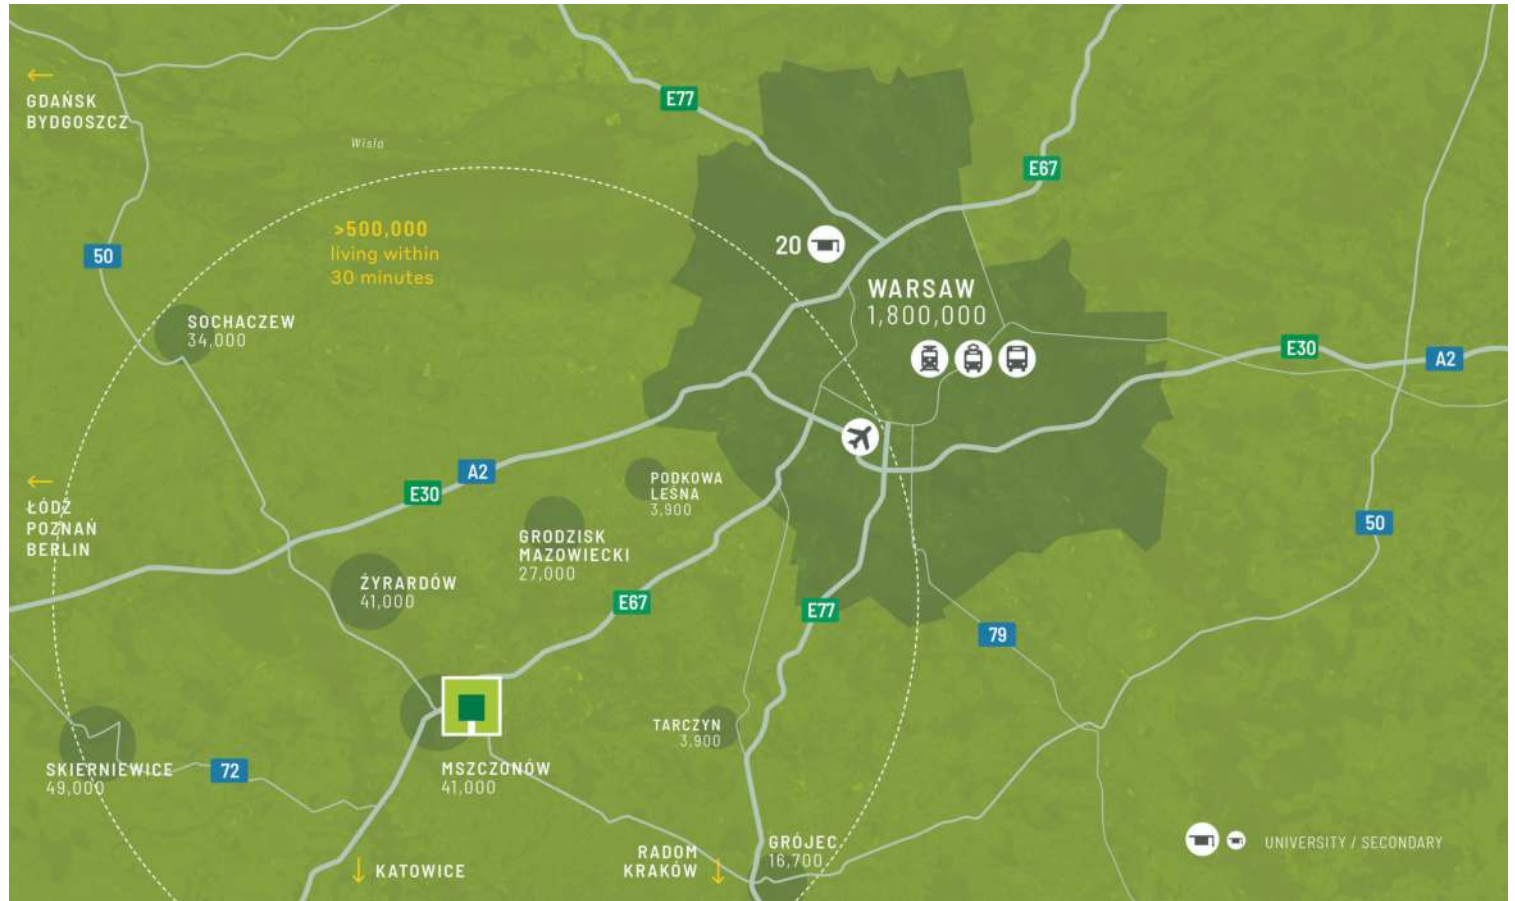 E77
GDAŃSK
BYDGOSZCZ
Wisla
E67
>500,000
living within
30 minutes
20
50
WARSAW
1,800,000
SOCHACZEW
34,000
E30
A2
A2
E30
PODKOWA
LEŚNA
3,900
ŁÓDŹ
POZNAŃ
BERLIN
50
GRODZISK
MAZOWIECKI
27,000
ŻYRARDÓW
41,000
E67
E77
79
TARCZYN
3,900
SKIERNIEWICE
49,000
72
MSZCZONÓW
41,000
GRÓJEC
16,700
RADOM
KRAKÓW
KATOWICE
UNIVERSITY / SECONDARY